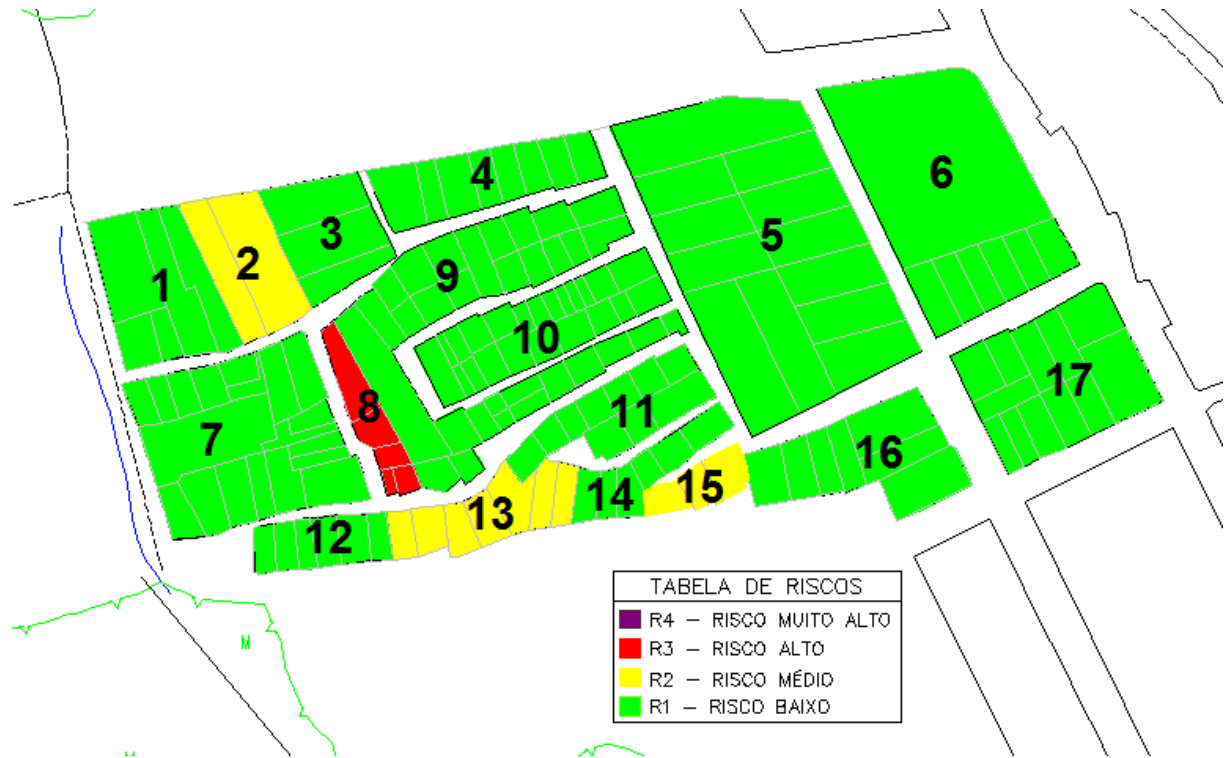 6
4
3
5
1
2
9
10
17
8
11
7
16
15
14
13
12
TABELA DE RISCOS
R4 – RISCO MUITO ALTO
R3 – RISCO ALTO
R2 – RISCO MÉDIO
R1 – RISCO BAIXO
M